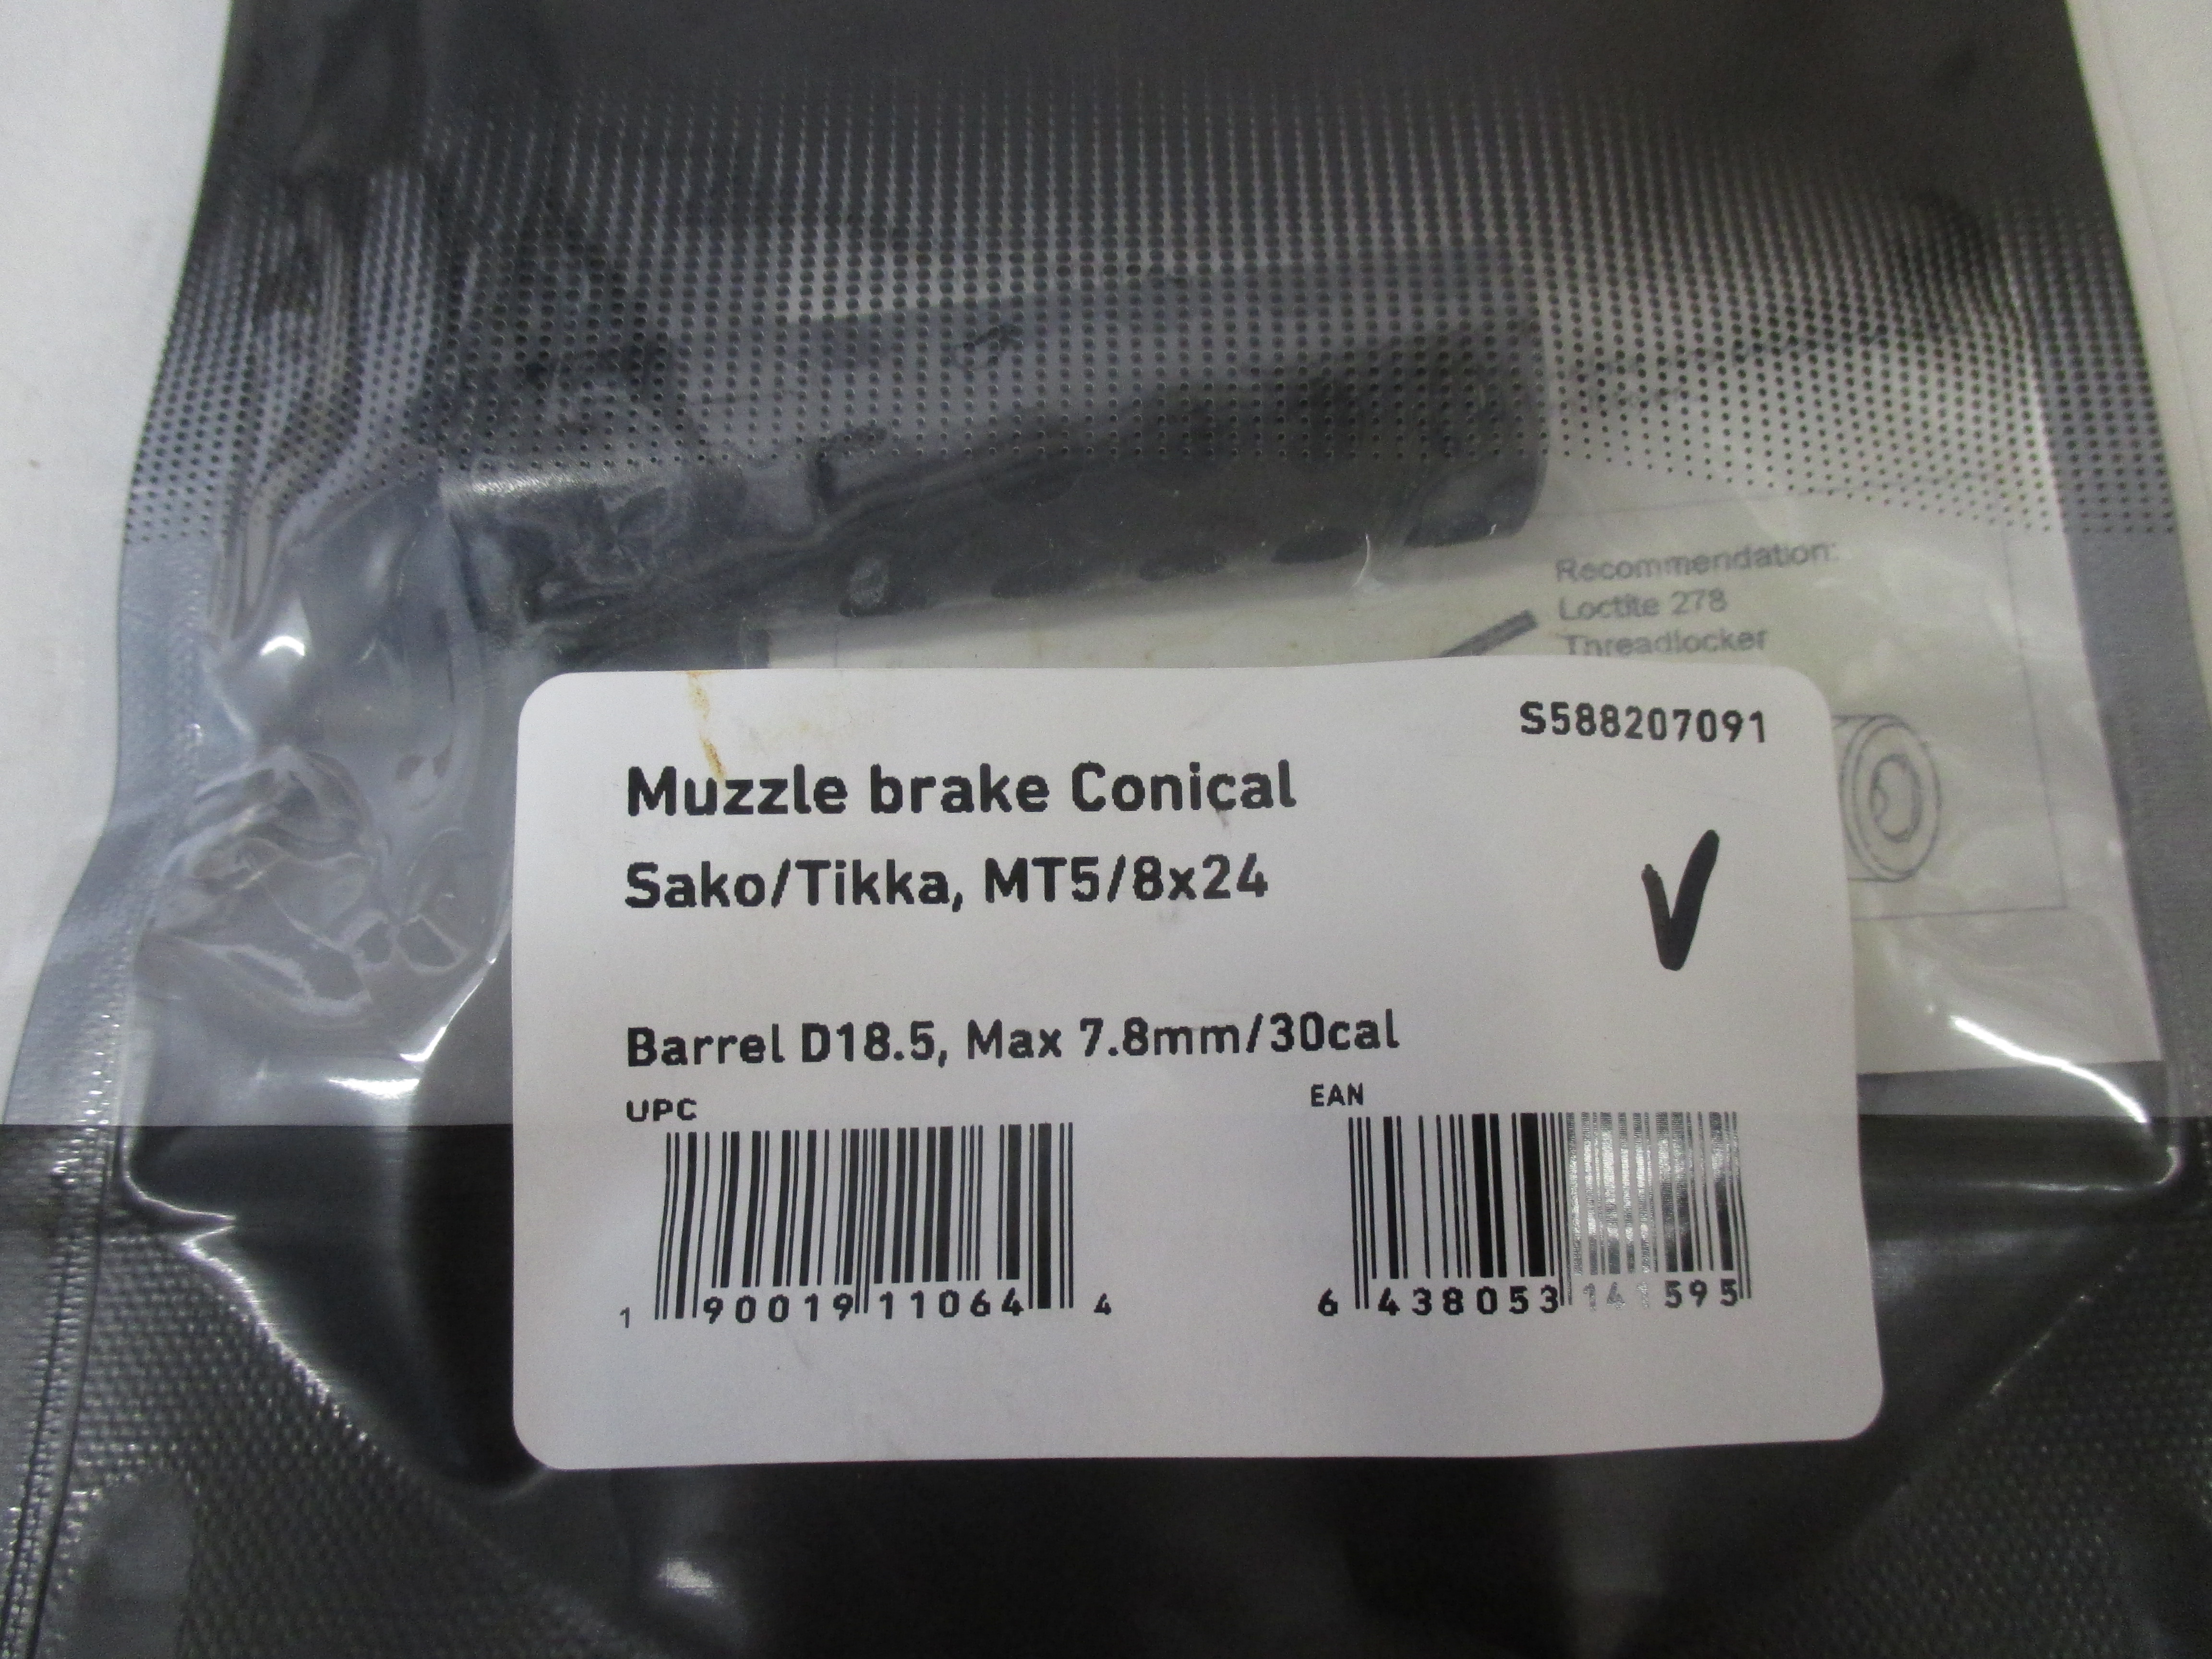 Recommendation:
Loctite 278
Threadlocker
S588207091
Muzzle brake Conical
Sako/Tikka, MT5/8x24
Barrel D18.5, Max 7.8mm/30cal
UPC
EAN
1 90019 11064 4
6 438053 141595